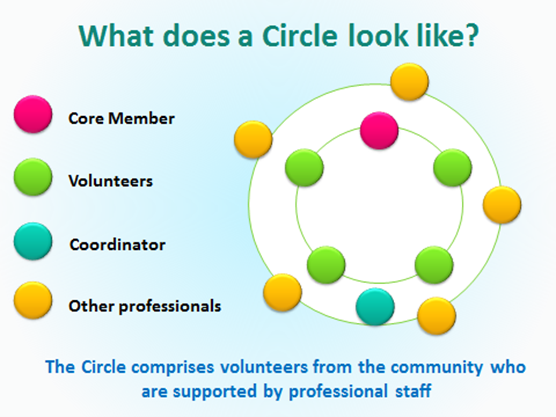 What does a Circle look like?
Core Member
Volunteers
Coordinator
Other professionals
The Circle comprises volunteers from the community who
are supported by professional staff